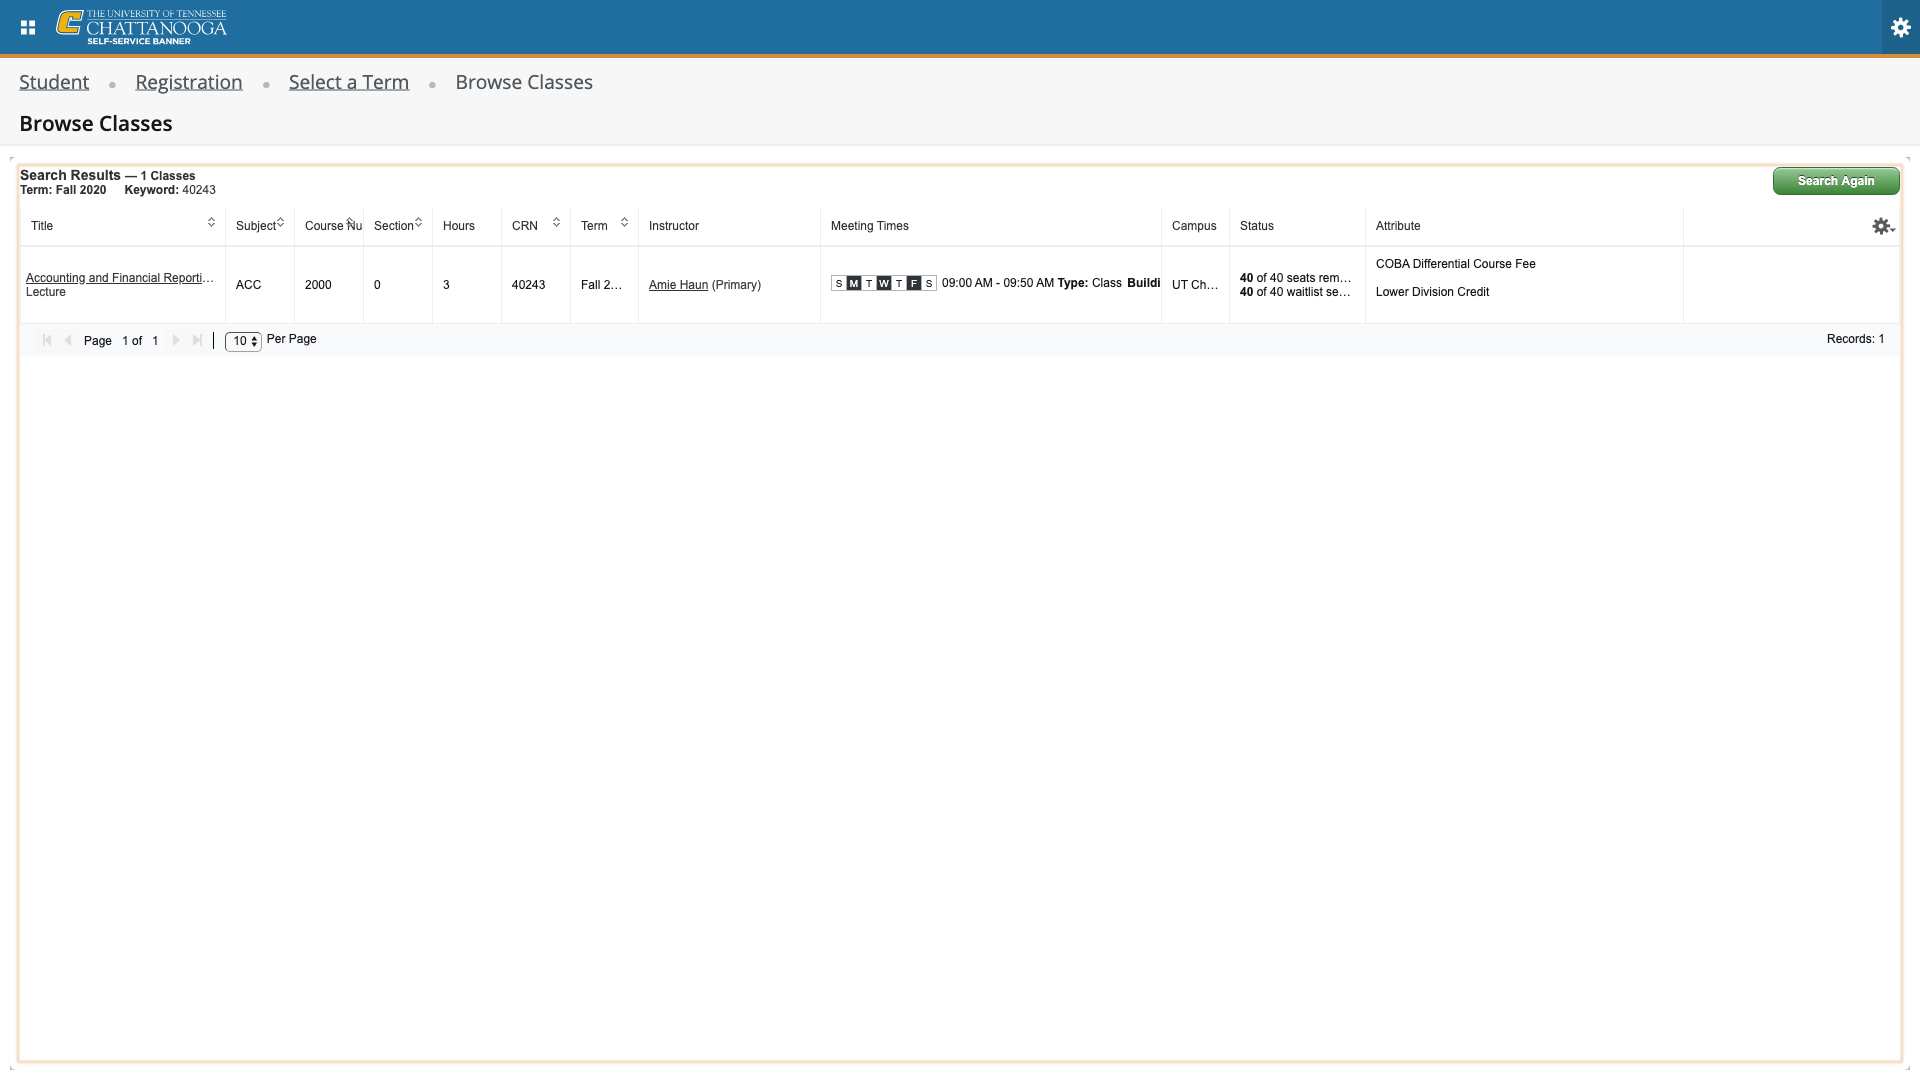 THE UNIVERSITY OF TENNESSEE
CHATTANOOGA
SELF-SERVICE BANNER
Student • Registration • Select a Term • Browse Classes
Browse Classes
Search Results — 1 Classes
Term: Fall 2020 Keyword: 40243
Search Again
Title Subject Course Nu Section Hours CRN Term Instructor Meeting Times Campus Status Attribute
Accounting and Financial Reporti...
Lecture
ACC
2000
0
3
40243
Fall 2...
Amie Haun (Primary)
S M T W T F S 09:00 AM - 09:50 AM Type: Class Buildi
UT Ch...
40 of 40 seats rem...
40 of 40 waitlist se...
COBA Differential Course Fee
Lower Division Credit
Page 1 of 1 10 Per Page
Records: 1